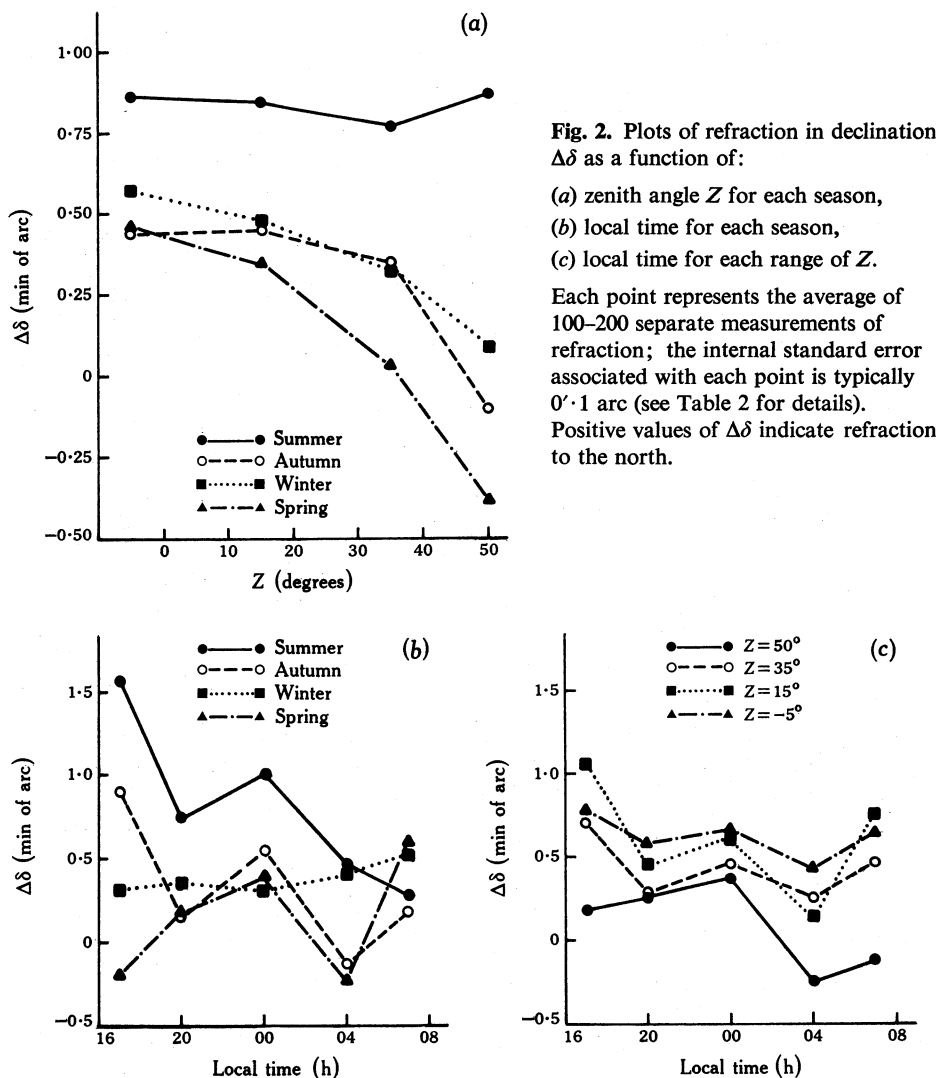 (a)
1·00
0·75
0·50
0·25
0
−0·25
−0·50
Δδ (min of arc)
Summer
Autumn
Winter
Spring
0 10 20 30 40 50
Z (degrees)
Fig. 2. Plots of refraction in declination
Δδ as a function of:
(a) zenith angle Z for each season,
(b) local time for each season,
(c) local time for each range of Z.
Each point represents the average of
100–200 separate measurements of
refraction; the internal standard error
associated with each point is typically
0′·1 arc (see Table 2 for details).
Positive values of Δδ indicate refraction
to the north.
(b)
Summer
Autumn
Winter
Spring
1·5
1·0
0·5
0
−0·5
Δδ (min of arc)
16 20 00 04 08
Local time (h)
(c)
Z=50°
Z=35°
Z=15°
Z=−5°
1·5
1·0
0·5
0
−0·5
Δδ (min of arc)
16 20 00 04 08
Local time (h)